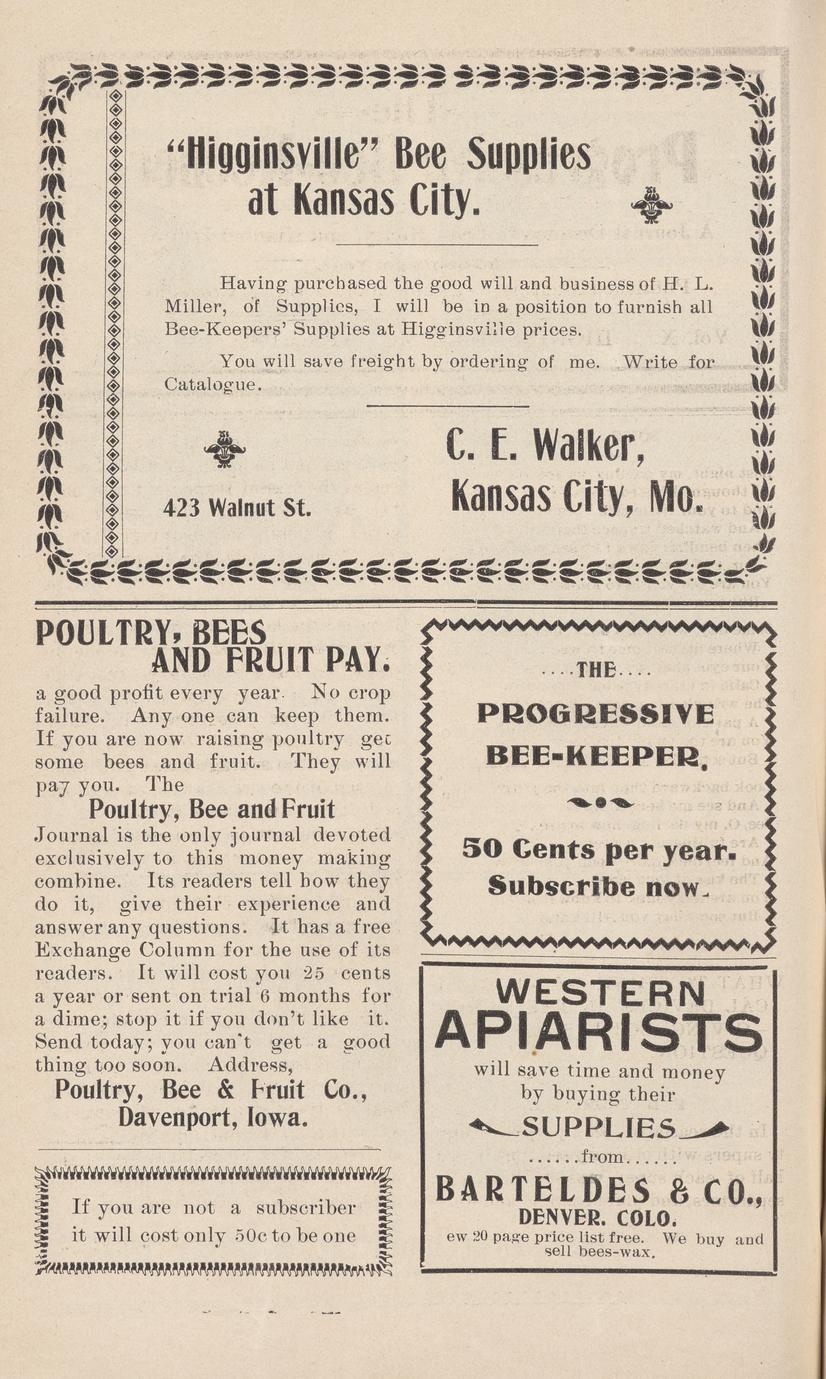 “Higginsville” Bee Supplies
at Kansas City.
Having purchased the good will and business of H. L.
Miller, of Supplies, I will be in a position to furnish all
Bee-Keepers’ Supplies at Higginsville prices.
You will save freight by ordering of me. Write for
Catalogue.
C. E. Walker,
423 Walnut St.
Kansas City, Mo.
POULTRY, BEES
AND FRUIT PAY.
a good profit every year. No crop
failure. Any one can keep them.
If you are now raising poultry get
some bees and fruit. They will
pay you. The
Poultry, Bee and Fruit
Journal is the only journal devoted
exclusively to this money making
combine. Its readers tell how they
do it, give their experience and
answer any questions. It has a free
Exchange Column for the use of its
readers. It will cost you 25 cents
a year or sent on trial 6 months for
a dime; stop it if you don’t like it.
Send today; you can't get a good
thing too soon. Address,
Poultry, Bee & Fruit Co.,
Davenport, Iowa.
If you are not a subscriber
it will cost only 50c to be one
....THE....
PROGRESSIVE
BEE-KEEPER.
50 Cents per year.
Subscribe now.
WESTERN
APIARISTS
will save time and money
by buying their
SUPPLIES
......from......
BARTELDES & CO.,
DENVER. COLO.
ew 20 page price list free. We buy and
sell bees-wax.